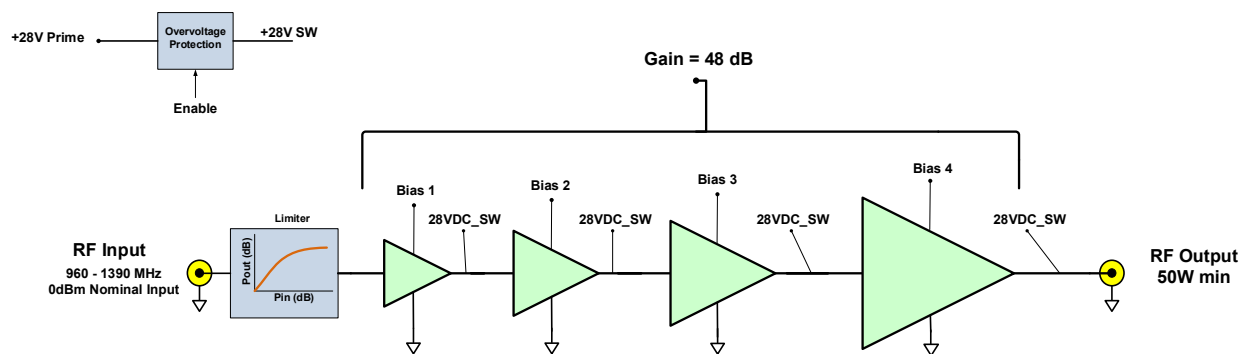 +28V Prime
Overvoltage
Protection
+28V SW
Enable
Gain = 48 dB
Bias 1
Bias 2
Bias 3
Bias 4
28VDC_SW
28VDC_SW
28VDC_SW
28VDC_SW
Limiter
Pout (dB)
Pin (dB)
RF Input
960 - 1390 MHz
0dBm Nominal Input
RF Output
50W min